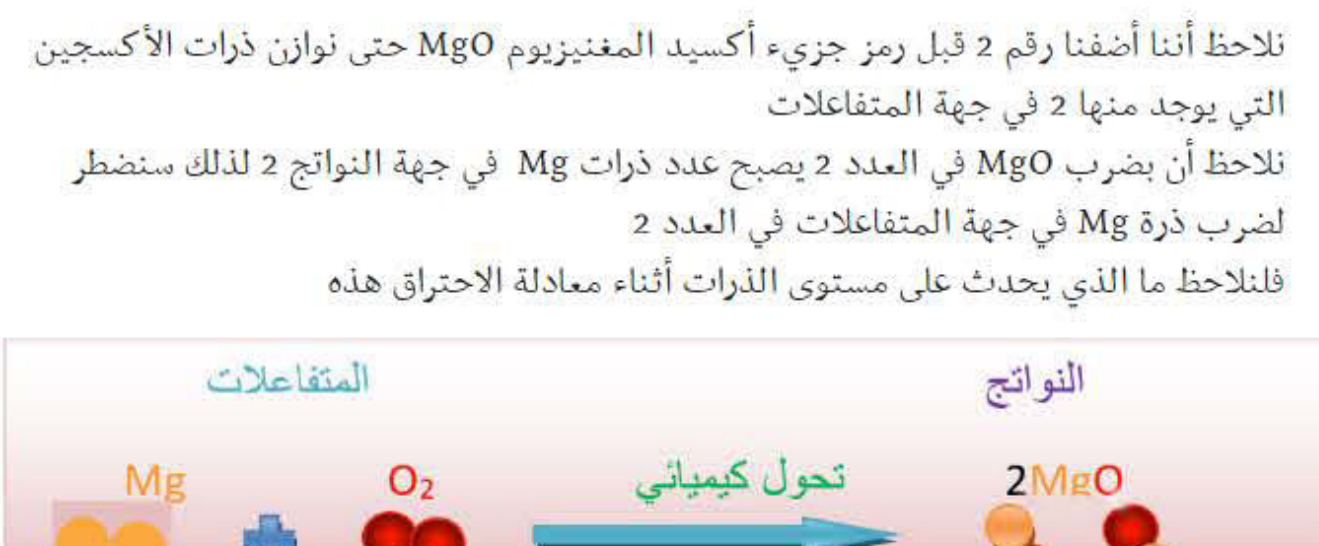 نلاحظ أننا أضفنا رقم 2 قبل رمز جزيء أكسيد المغنيزيوم MgO حتى نوازن ذرات الأكسجين
التي يوجد منها 2 في جهة المتفاعلات
نلاحظ أن بضرب MgO في العدد 2 يصبح عدد ذرات Mg في جهة النواتج 2 لذلك سنضطر
لضرب ذرة Mg في جهة المتفاعلات في العدد 2
فلنلاحظ ما الذي يحدث على مستوى الذرات أثناء معادلة الاحتراق هذه
المتفاعلات
النواتج
Mg
O2
تحول كيميائي
2MgO